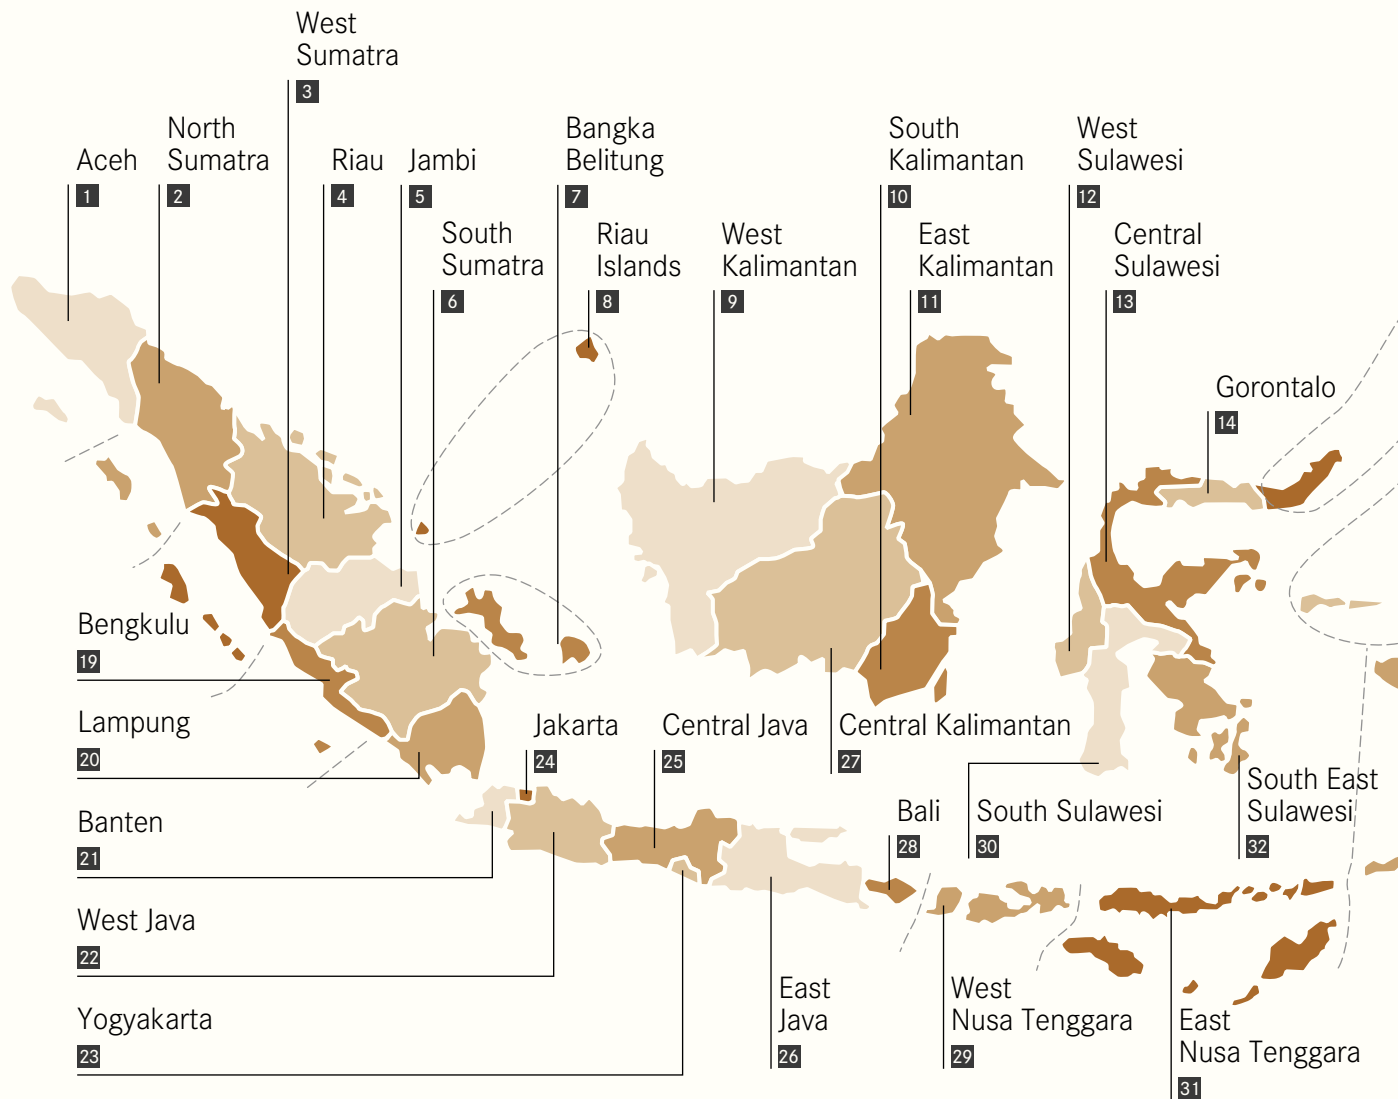 West
Sumatra
3
Aceh
1
North
Sumatra
2
Riau
4
Jambi
5
Bangka
Belitung
7
South
Kalimantan
10
West
Sulawesi
12
South
Sumatra
6
Riau
Islands
8
West
Kalimantan
9
East
Kalimantan
11
Central
Sulawesi
13
Gorontalo
14
Bengkulu
19
Lampung
20
Jakarta
24
Central Java
25
Central Kalimantan
27
Banten
21
Bali
28
South Sulawesi
30
South East
Sulawesi
32
West Java
22
Yogyakarta
23
East
Java
26
West
Nusa Tenggara
29
East
Nusa Tenggara
31